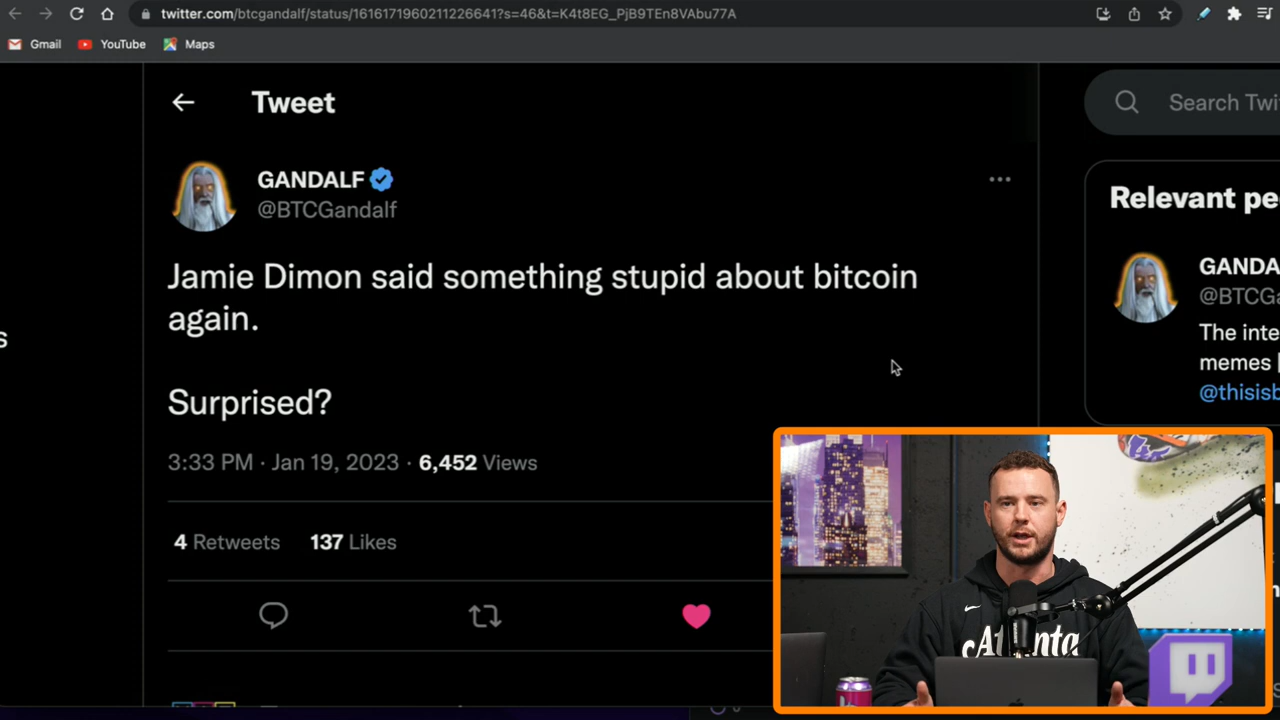 twitter.com/btcgandalf/status/1616171960211226641?s=46&t=K4t8EG_PjB9TEn8VAbu77A
Gmail YouTube Maps
Tweet
Search Twi
GANDALF
@BTCGandalf
Relevant pe
Jamie Dimon said something stupid about bitcoin
again.
GANDA
@BTCGa
The inte
memes |
@thisisb
s
Surprised?
3:33 PM · Jan 19, 2023 · 6,452 Views
4 Retweets 137 Likes
Atlanta